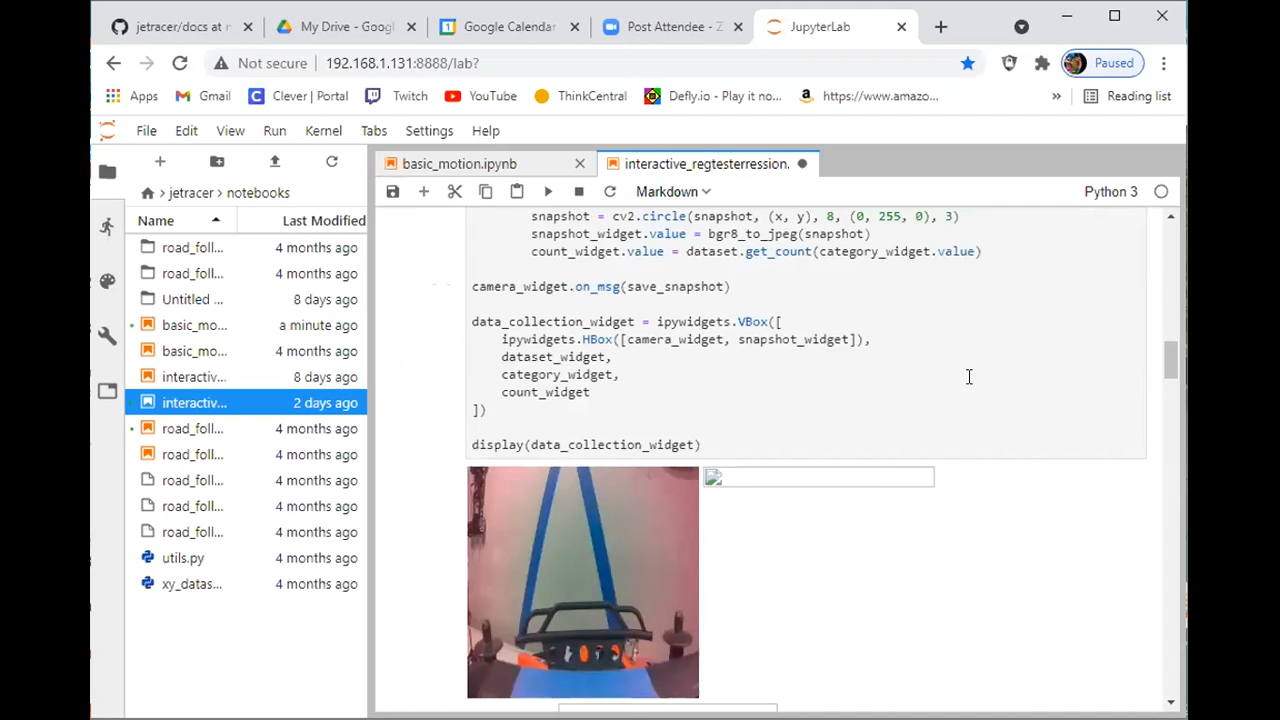 jetracer/docs at n
My Drive - Googl
Google Calendar
Post Attendee - Z
JupyterLab
Not secure
192.168.1.131:8888/lab?
Paused
Apps
Gmail
Clever | Portal
Twitch
YouTube
ThinkCentral
Defly.io - Play it no...
https://www.amazo...
»
Reading list
File Edit View Run Kernel Tabs Settings Help
jetracer > notebooks
Name
Last Modified
road_foll... 4 months ago
road_foll... 4 months ago
Untitled ... 8 days ago
basic_mo... a minute ago
basic_mo... 4 months ago
interactiv... 8 days ago
interactiv... 2 days ago
road_foll... 4 months ago
road_foll... 4 months ago
road_foll... 4 months ago
road_foll... 4 months ago
road_foll... 4 months ago
utils.py 4 months ago
xy_datas... 4 months ago
basic_motion.ipynb
interactive_regtesterression.
Markdown
Python 3
snapshot = cv2.circle(snapshot, (x, y), 8, (0, 255, 0), 3)
snapshot_widget.value = bgr8_to_jpeg(snapshot)
count_widget.value = dataset.get_count(category_widget.value)
camera_widget.on_msg(save_snapshot)
data_collection_widget = ipywidgets.VBox([
ipywidgets.HBox([camera_widget, snapshot_widget]),
dataset_widget,
category_widget,
count_widget
])
display(data_collection_widget)